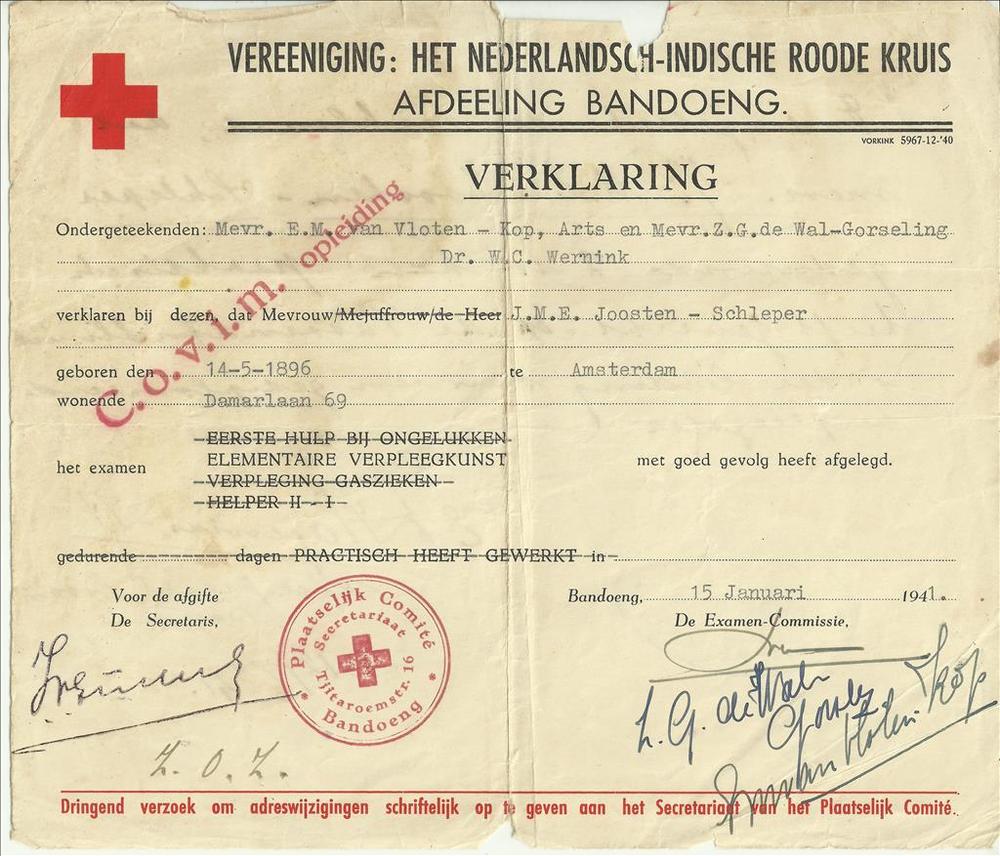 VEREENIGING: HET NEDERLANDSCH-INDISCHE ROODE KRUIS
AFDEELING BANDOENG.
VORKINK 5967-12-'40
VERKLARING
C.o.v.i.m. opleiding
Ondergeteekenden: Mevr. E.M. van Vloten - Kop, Arts en Mevr.Z.G.de Wal-Gorseling
Dr. W.C. Wernink
verklaren bij dezen, dat Mevrouw/Mejuffrouw/de Heer J.M.E. Joosten - Schleper
geboren den 14-5-1896 te Amsterdam
wonende Damarlaan 69
EERSTE HULP BIJ ONGELUKKEN
ELEMENTAIRE VERPLEEGKUNST
het examen met goed gevolg heeft afgelegd.
VERPLEGING GASZIEKEN
HELPER II - I
gedurende dagen PRACTISCH HEEFT GEWERKT in
Voor de afgifte
De Secretaris,
Bandoeng, 15 Januari 1941.
De Examen-Commissie,
Plaatselijk Comité
Secretariaat
Tjitaroemstr. 16
Bandoeng
Z. G. de Wal
van Vloten Kop
Z. O. Z.
Dringend verzoek om adreswijzigingen schriftelijk op te geven aan het Secretariaat van het Plaatselijk Comité.